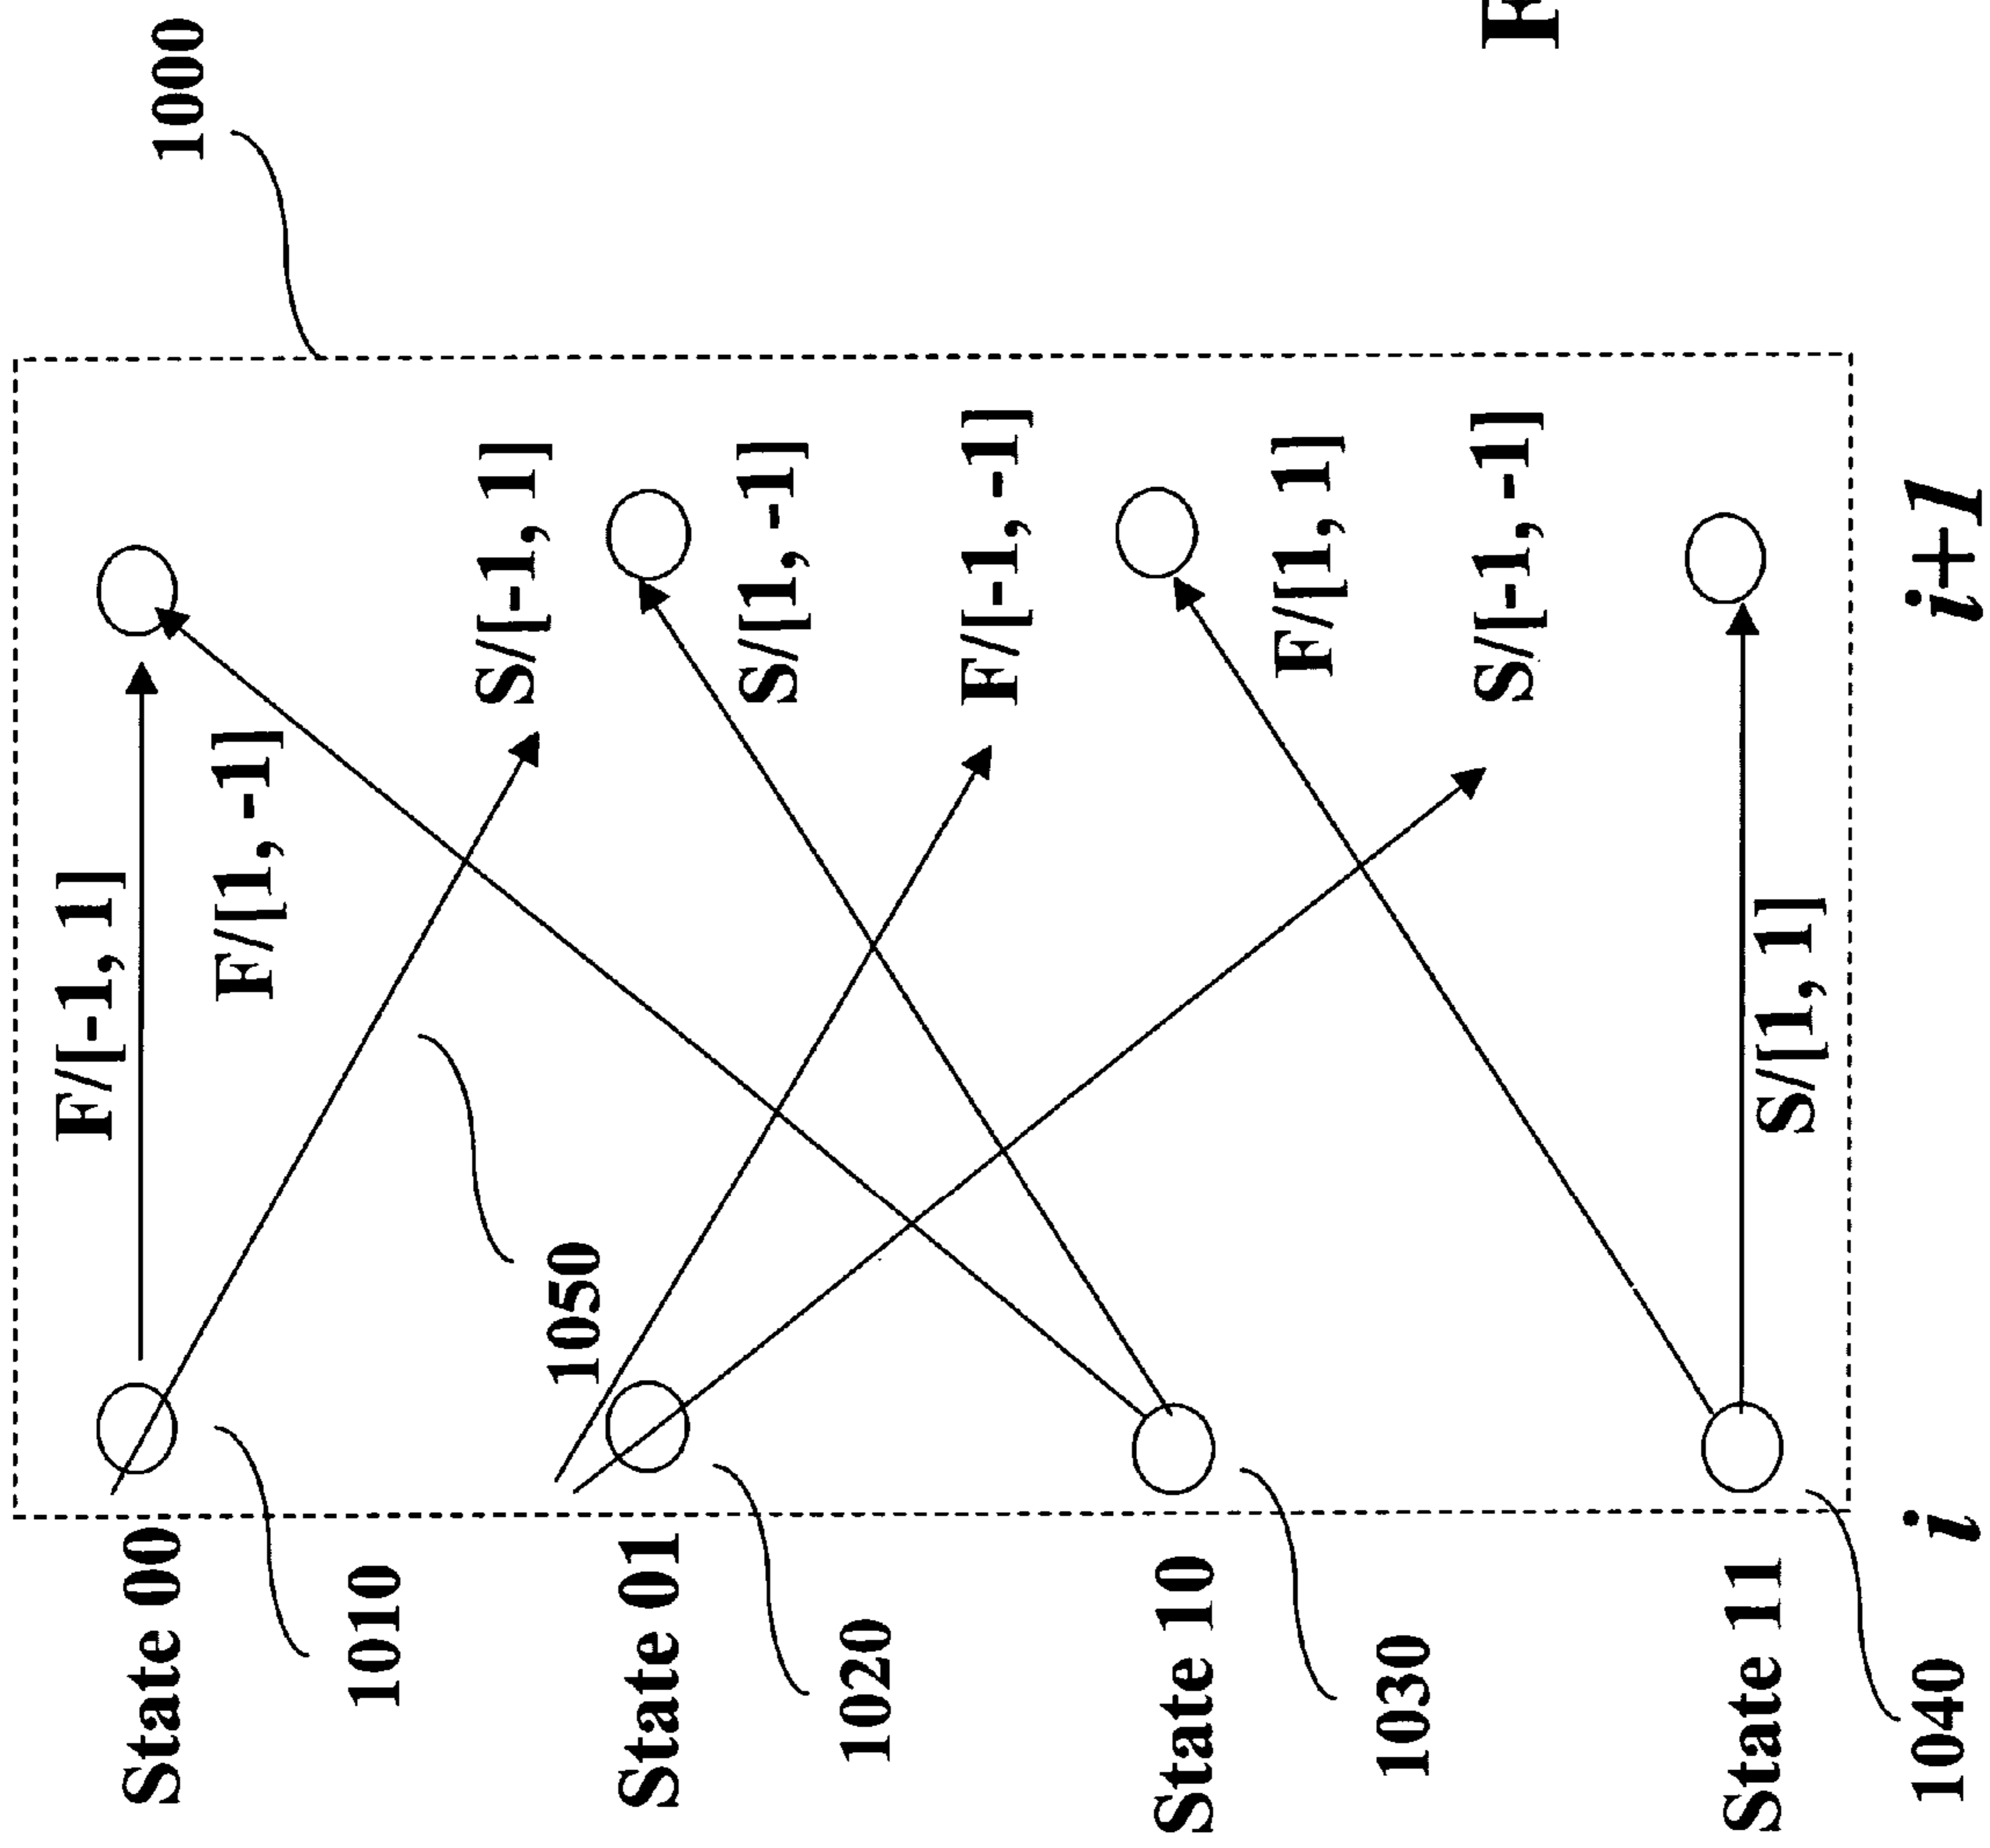 F/[-1, 1]
State 00
1000
F/[1, -1]
1010
S/[-1, 1]
1050
State 01
S/[1, -1]
1020
F/[-1, -1]
State 10
F/[1, 1]
1030
S/[-1, -1]
F
State 11
S/[1, 1]
1040
i
i+1